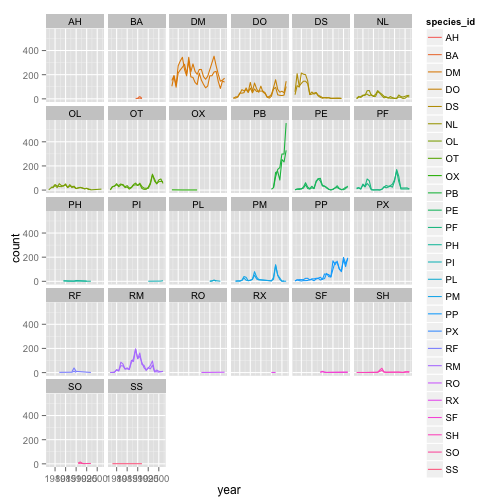 AH BA DM DO DS NL
400
200
0
OL OT OX PB PE PF
400
200
0
PH PI PL PM PP PX
400
200
0
RF RM RO RX SF SH
400
200
0
SO SS
400
200
0
count
year
species_id
AH
BA
DM
DO
DS
NL
OL
OT
OX
PB
PE
PF
PH
PI
PL
PM
PP
PX
RF
RM
RO
RX
SF
SH
SO
SS